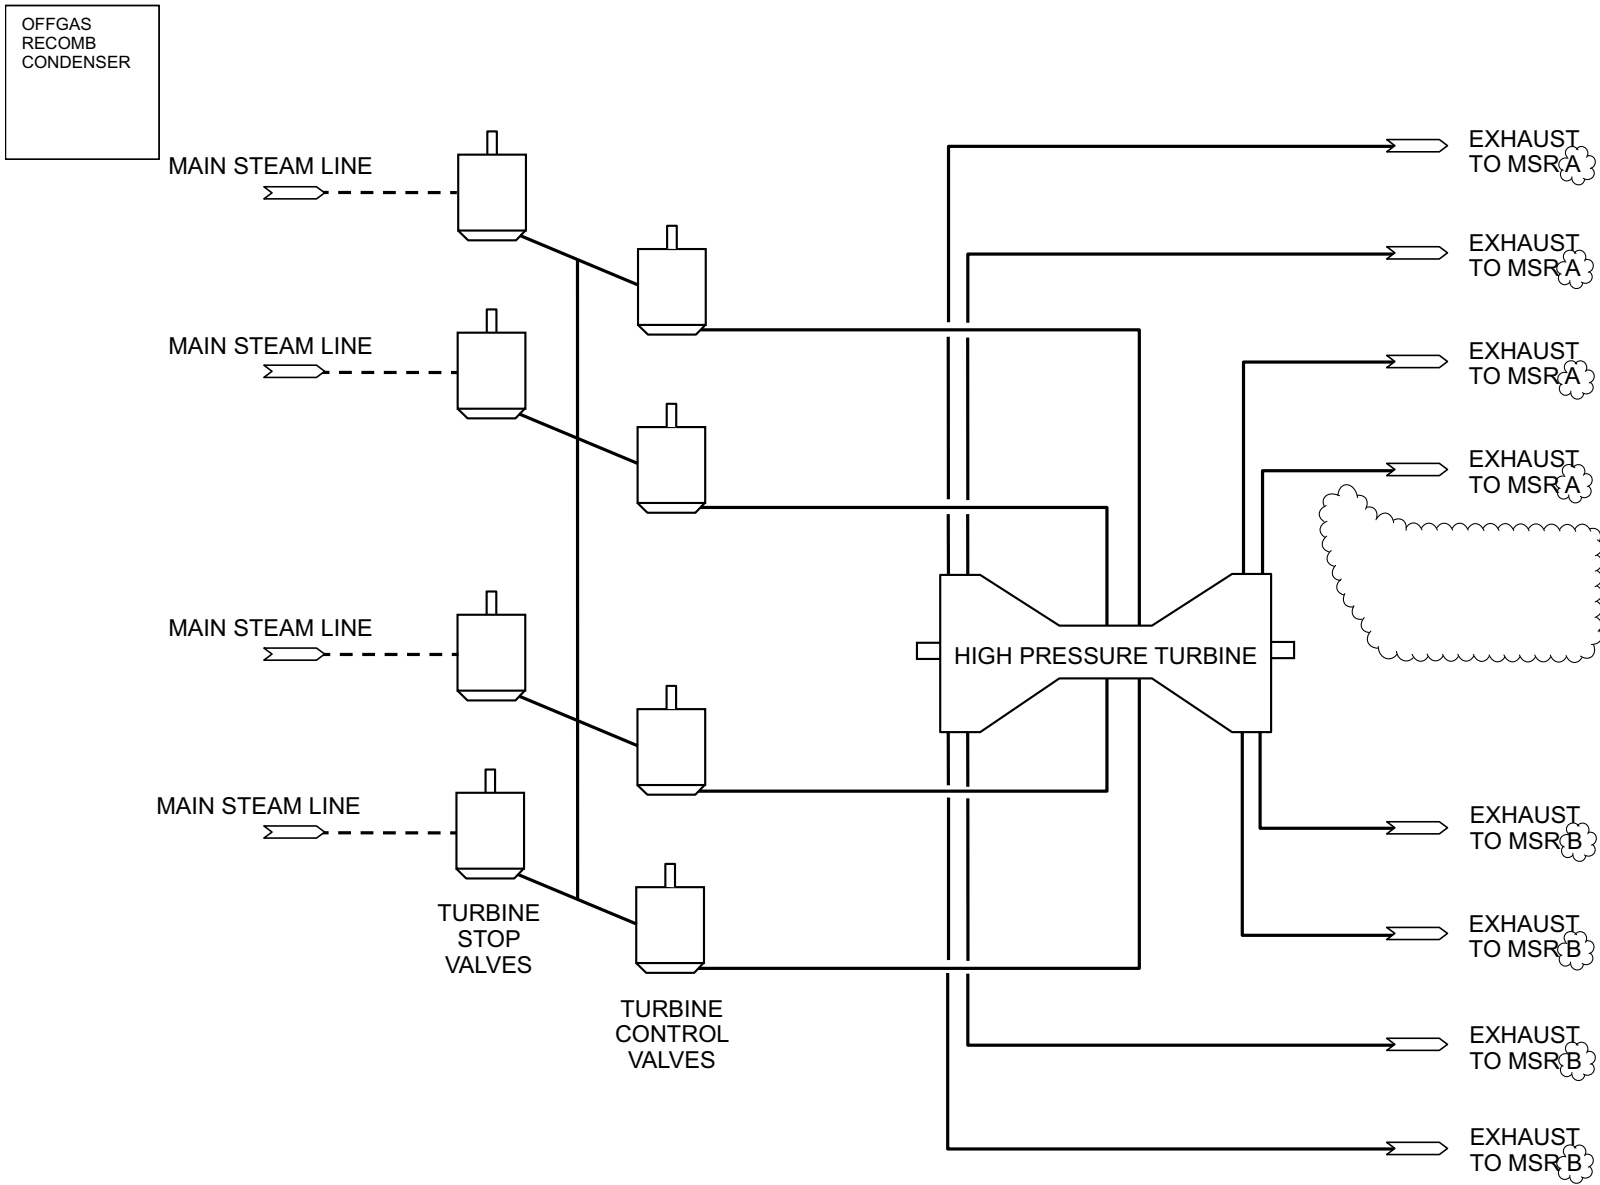 OFFGAS
RECOMB
CONDENSER
MAIN STEAM LINE
MAIN STEAM LINE
MAIN STEAM LINE
MAIN STEAM LINE
TURBINE
STOP
VALVES
TURBINE
CONTROL
VALVES
HIGH PRESSURE TURBINE
EXHAUST
TO MSR A
EXHAUST
TO MSR A
EXHAUST
TO MSR A
EXHAUST
TO MSR A
EXHAUST
TO MSR B
EXHAUST
TO MSR B
EXHAUST
TO MSR B
EXHAUST
TO MSR B